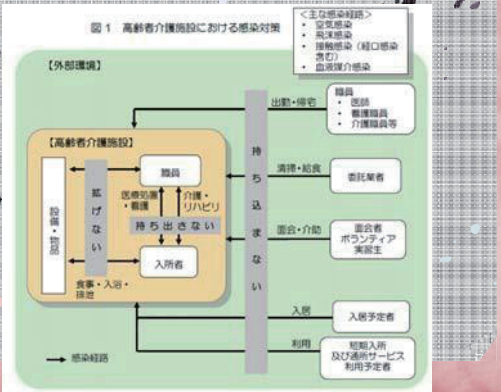 図1 高齢者介護施設における感染対策
<主な感染経路>
・ 空気感染
・ 飛沫感染
・ 接触感染（経口感染
含む）
・ 血液媒介感染
【外部環境】
出勤・帰宅
職員
・ 医師
・ 看護職員
・ 介護職員等
【高齢者介護施設】
設備・物品
拡げない
職員
医療処置
・看護
介護・
リハビリ
持ち出さない
入所者
食事・入浴・
排泄
持ち込まない
清掃・給食
委託業者
面会・介助
面会者
ボランティア
実習生
入居
入居予定者
利用
短期入所
及び通所サービス
利用予定者
感染経路